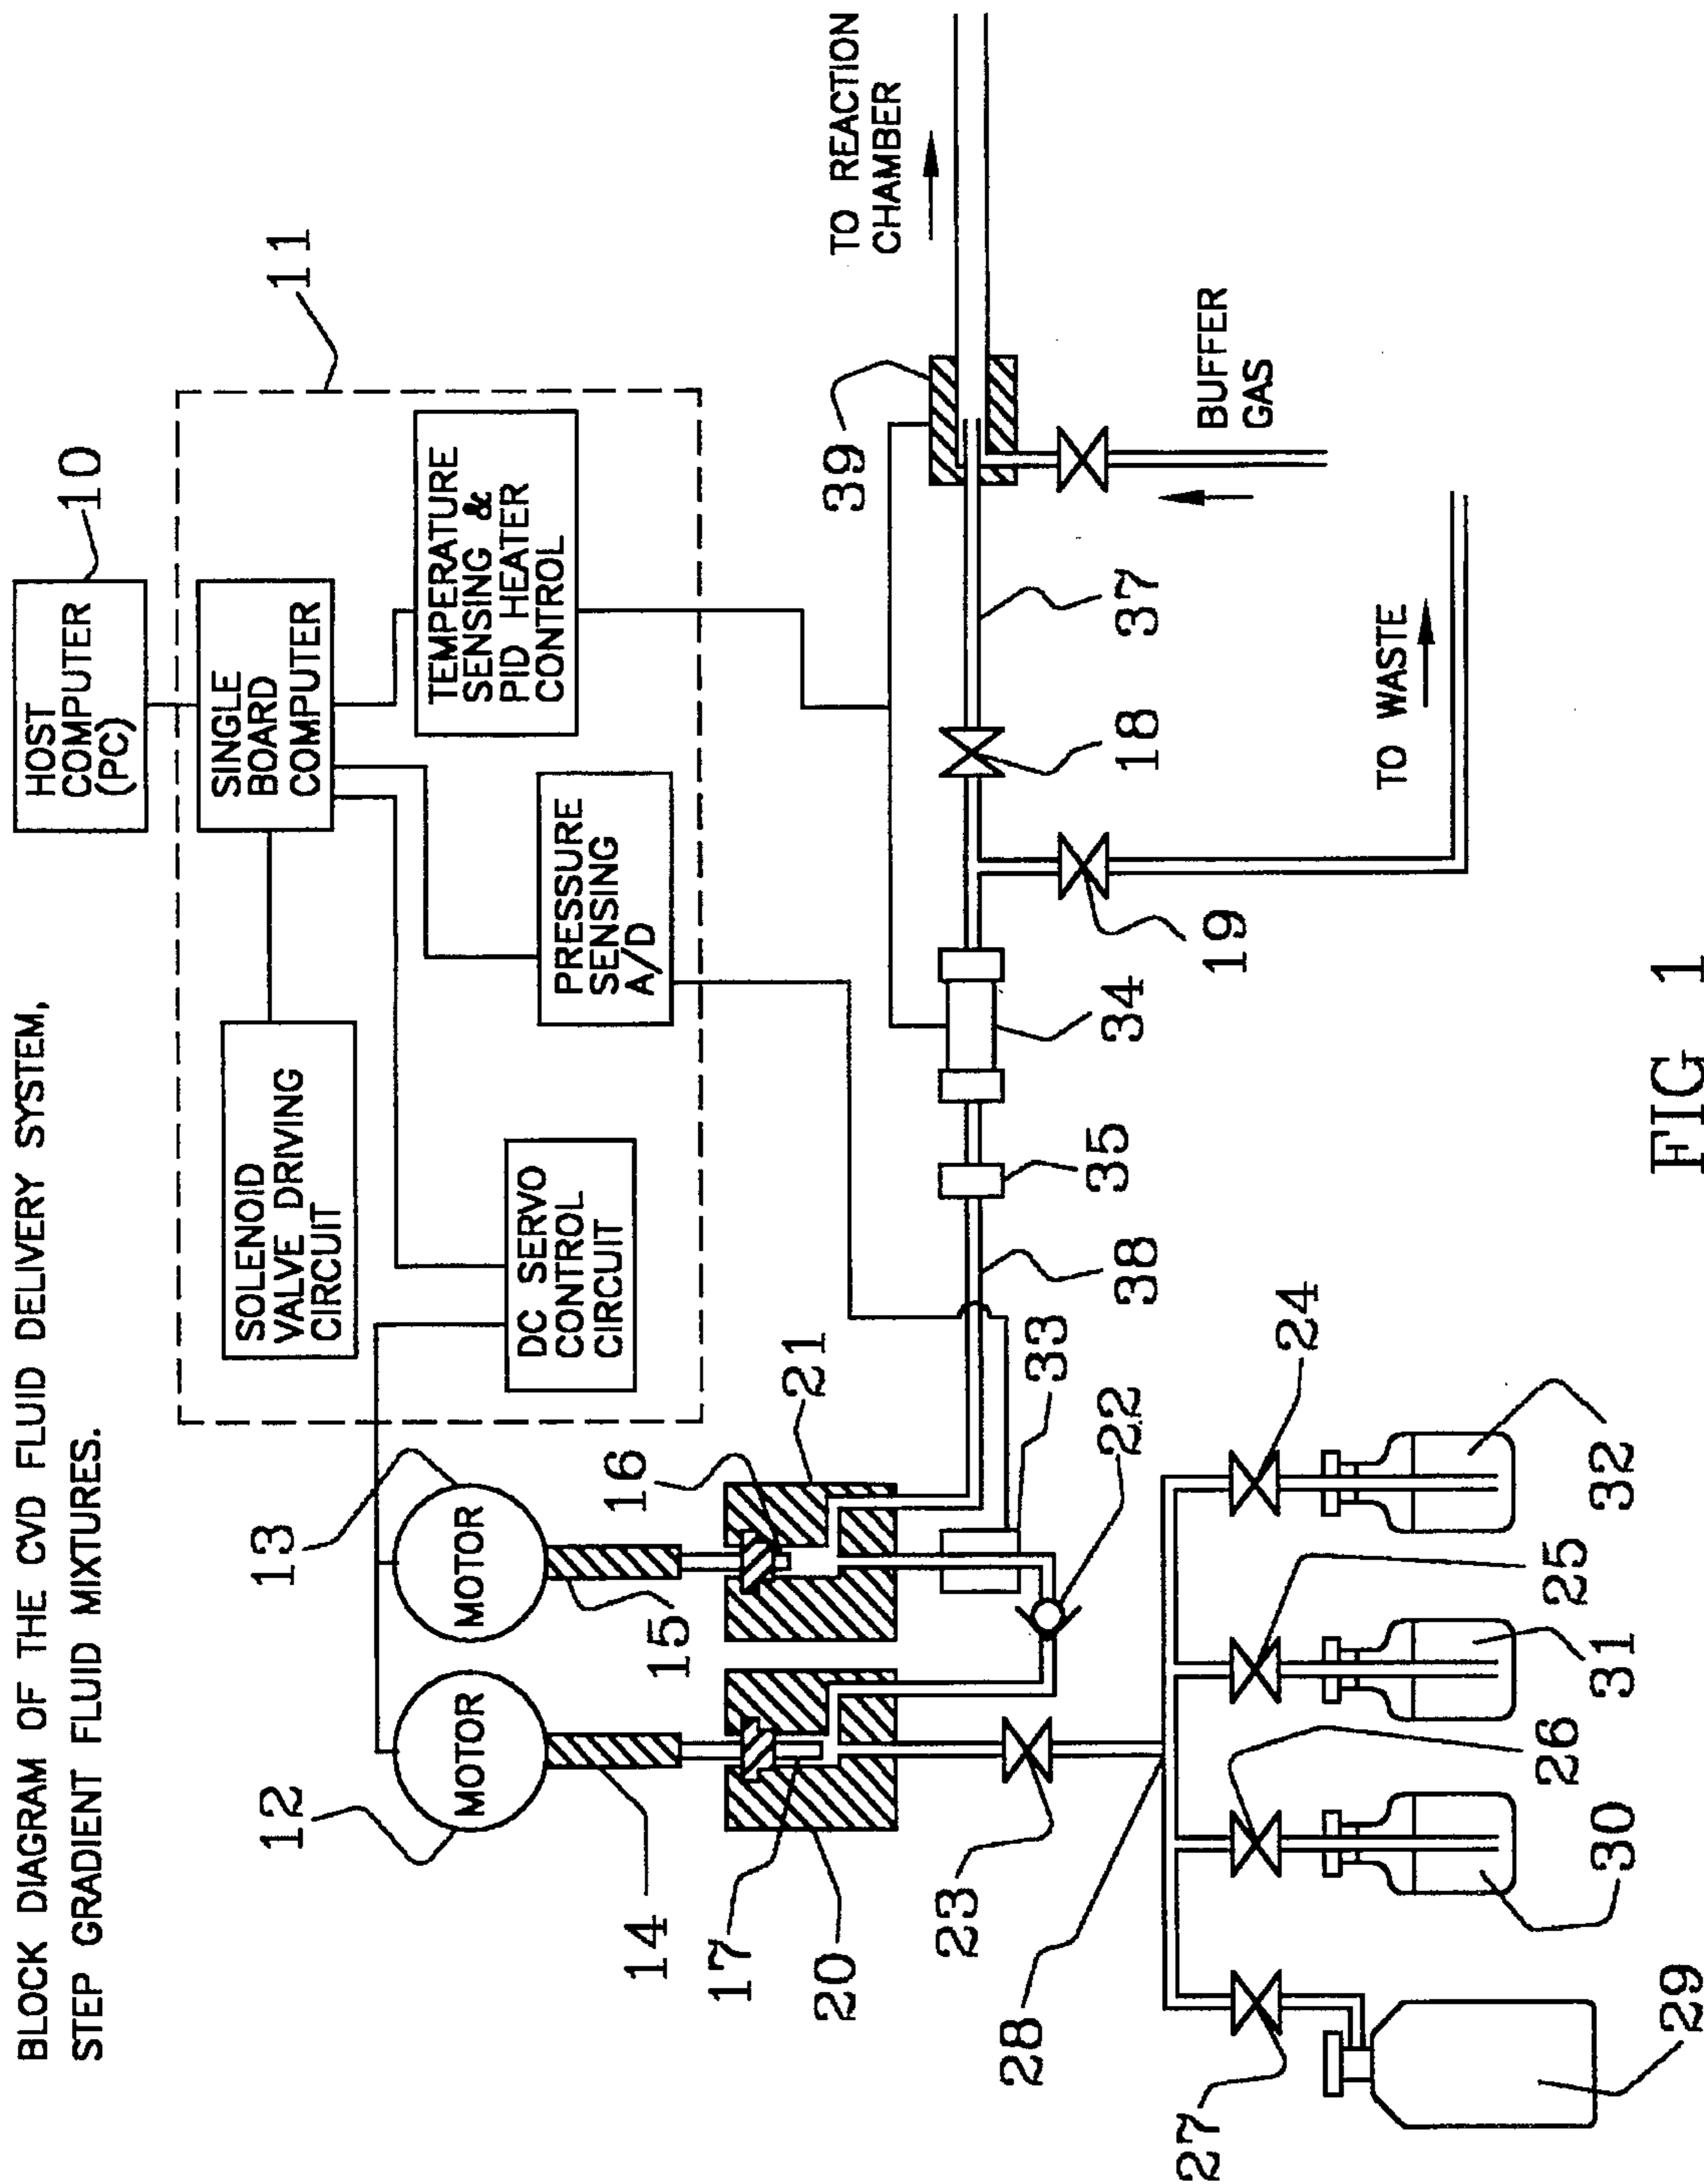 BLOCK DIAGRAM OF THE CVD FLUID DELIVERY SYSTEM,
STEP GRADIENT FLUID MIXTURES.
HOST
COMPUTER
(PC)
10
11
SINGLE
BOARD
COMPUTER
SOLENOID
VALVE DRIVING
CIRCUIT
TEMPERATURE
SENSING &
PID HEATER
CONTROL
DC SERVO
CONTROL
CIRCUIT
PRESSURE
SENSING
A/D
12
13
MOTOR
MOTOR
14
15
16
21
17
20
39
TO REACTION
CHAMBER
38
35
34
18
37
19
BUFFER
GAS
33
22
23
28
TO WASTE
24
25
26
27
29
30
31
32
FIG 1